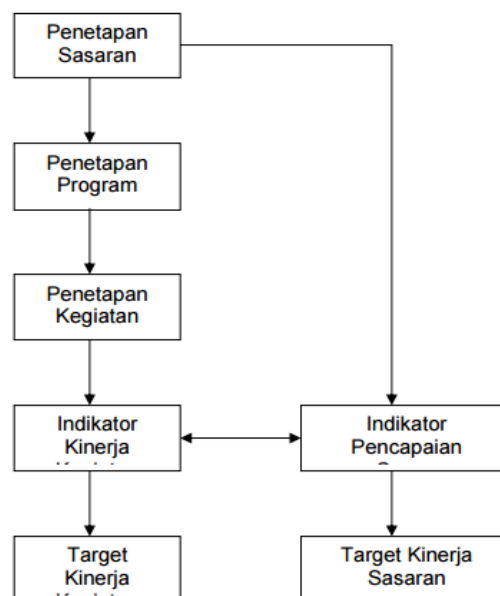 Penetapan
Sasaran
Penetapan
Program
Penetapan
Kegiatan
Indikator
Kinerja
Indikator
Pencapaian
Target
Kinerja
Target Kinerja
Sasaran